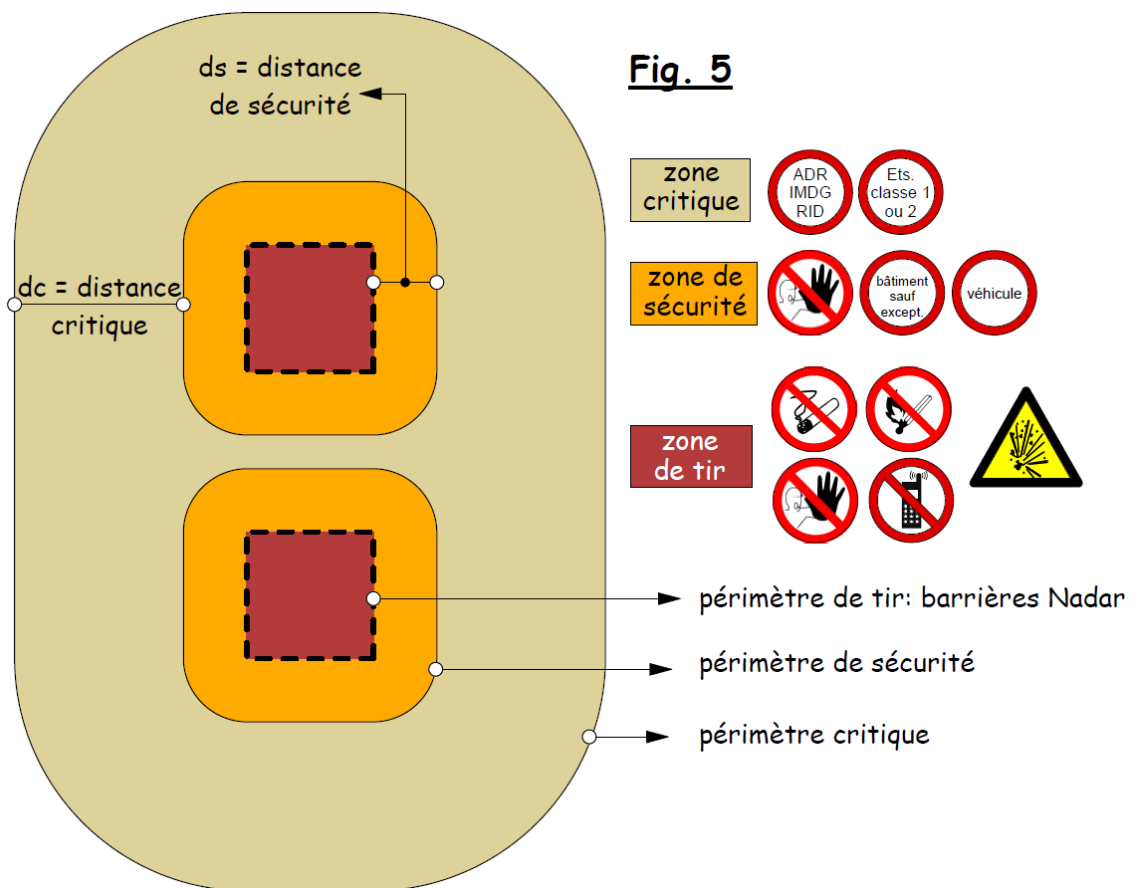 ds = distance
de sécurité
Fig. 5
dc = distance
critique
zone
critique
ADR
IMDG
RID
Ets.
classe 1
ou 2
zone de
sécurité
bâtiment
sauf
except.
véhicule
zone
de tir
périmètre de tir: barrières Nadar
périmètre de sécurité
périmètre critique